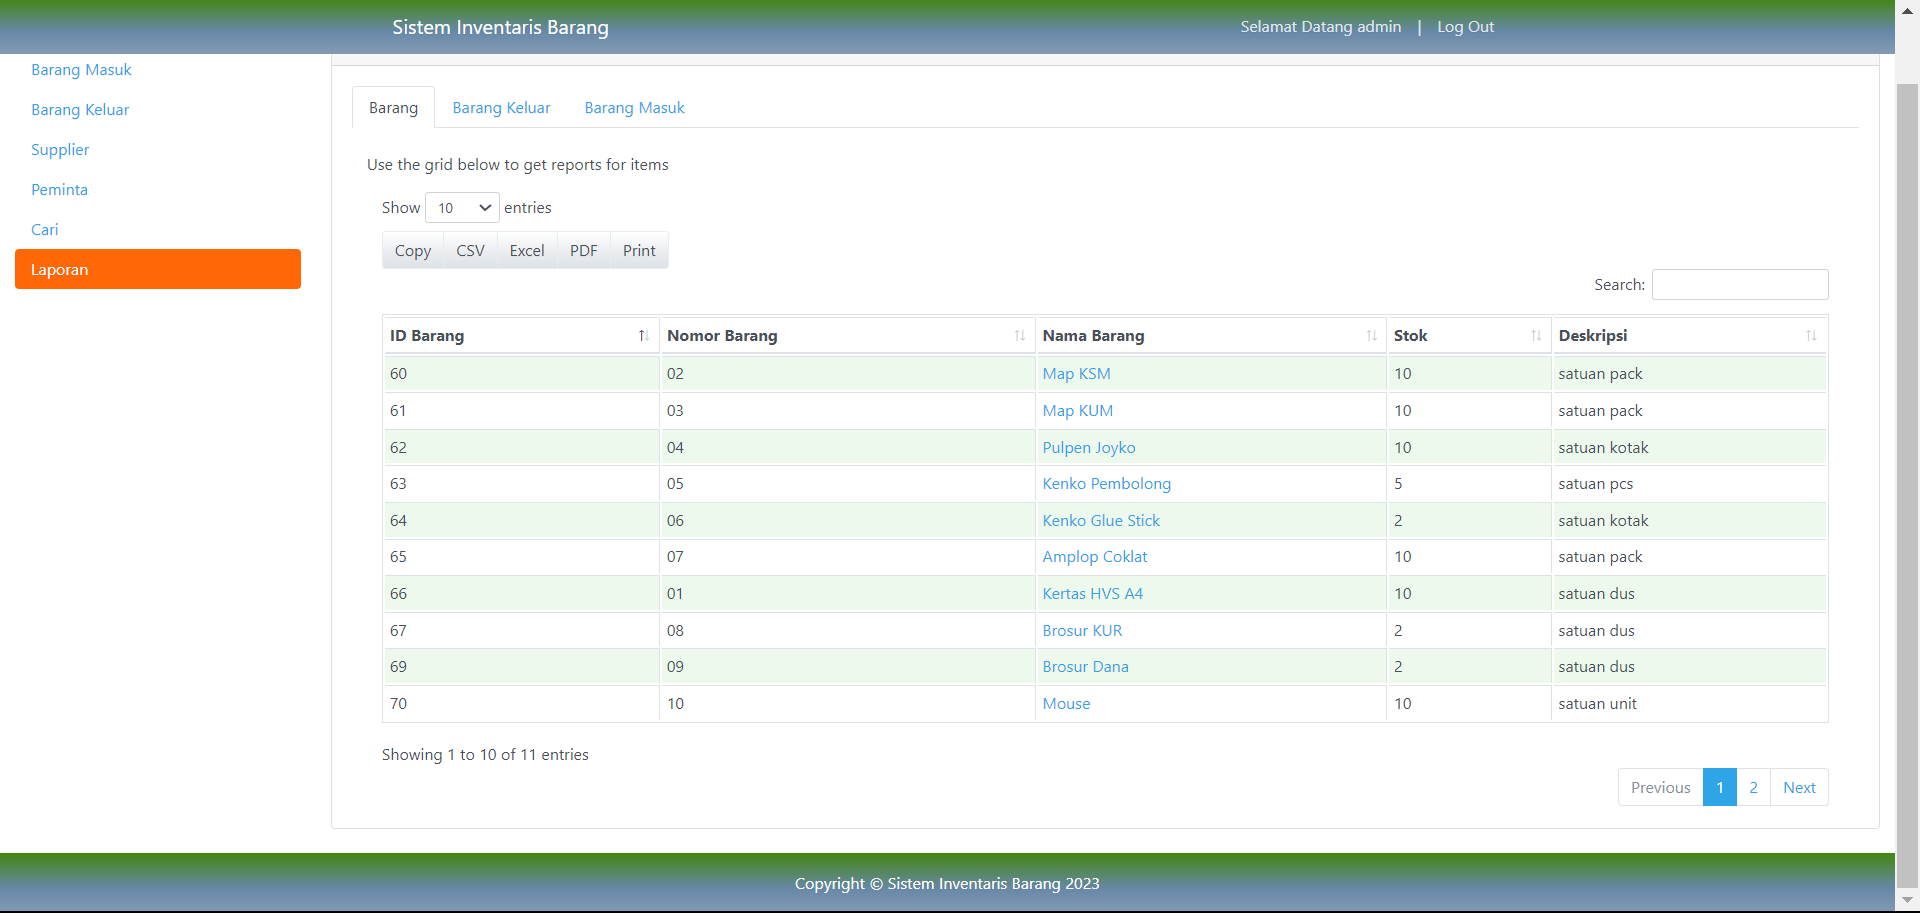 Sistem Inventaris Barang
Selamat Datang admin | Log Out
Barang Masuk
Barang Keluar
Supplier
Peminta
Cari
Laporan
Barang Barang Keluar Barang Masuk
Use the grid below to get reports for items
Show 10 entries
Copy CSV Excel PDF Print
Search:
ID Barang Nomor Barang Nama Barang Stok Deskripsi
60 02 Map KSM 10 satuan pack
61 03 Map KUM 10 satuan pack
62 04 Pulpen Joyko 10 satuan kotak
63 05 Kenko Pembolong 5 satuan pcs
64 06 Kenko Glue Stick 2 satuan kotak
65 07 Amplop Coklat 10 satuan pack
66 01 Kertas HVS A4 10 satuan dus
67 08 Brosur KUR 2 satuan dus
69 09 Brosur Dana 2 satuan dus
70 10 Mouse 10 satuan unit
Showing 1 to 10 of 11 entries
Previous 1 2 Next
Copyright © Sistem Inventaris Barang 2023